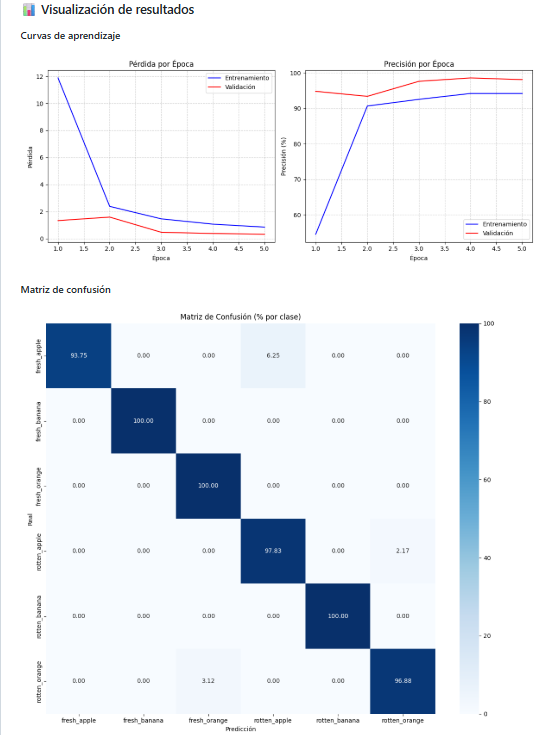 📊 Visualización de resultados
Curvas de aprendizaje
Pérdida por Época
Entrenamiento
Validación
Pérdida
12
10
8
6
4
2
0
1.0 1.5 2.0 2.5 3.0 3.5 4.0 4.5 5.0
Época
Precisión por Época
Entrenamiento
Validación
Precisión (%)
100
90
80
70
60
1.0 1.5 2.0 2.5 3.0 3.5 4.0 4.5 5.0
Época
Matriz de confusión
Matriz de Confusión (% por clase)
Real
fresh_apple 93.75 0.00 0.00 6.25 0.00 0.00
fresh_banana 0.00 100.00 0.00 0.00 0.00 0.00
fresh_orange 0.00 0.00 100.00 0.00 0.00 0.00
rotten_apple 0.00 0.00 0.00 97.83 0.00 2.17
rotten_banana 0.00 0.00 0.00 0.00 100.00 0.00
rotten_orange 0.00 0.00 3.12 0.00 0.00 96.88
fresh_apple fresh_banana fresh_orange rotten_apple rotten_banana rotten_orange
Predicción
100
80
60
40
20
0